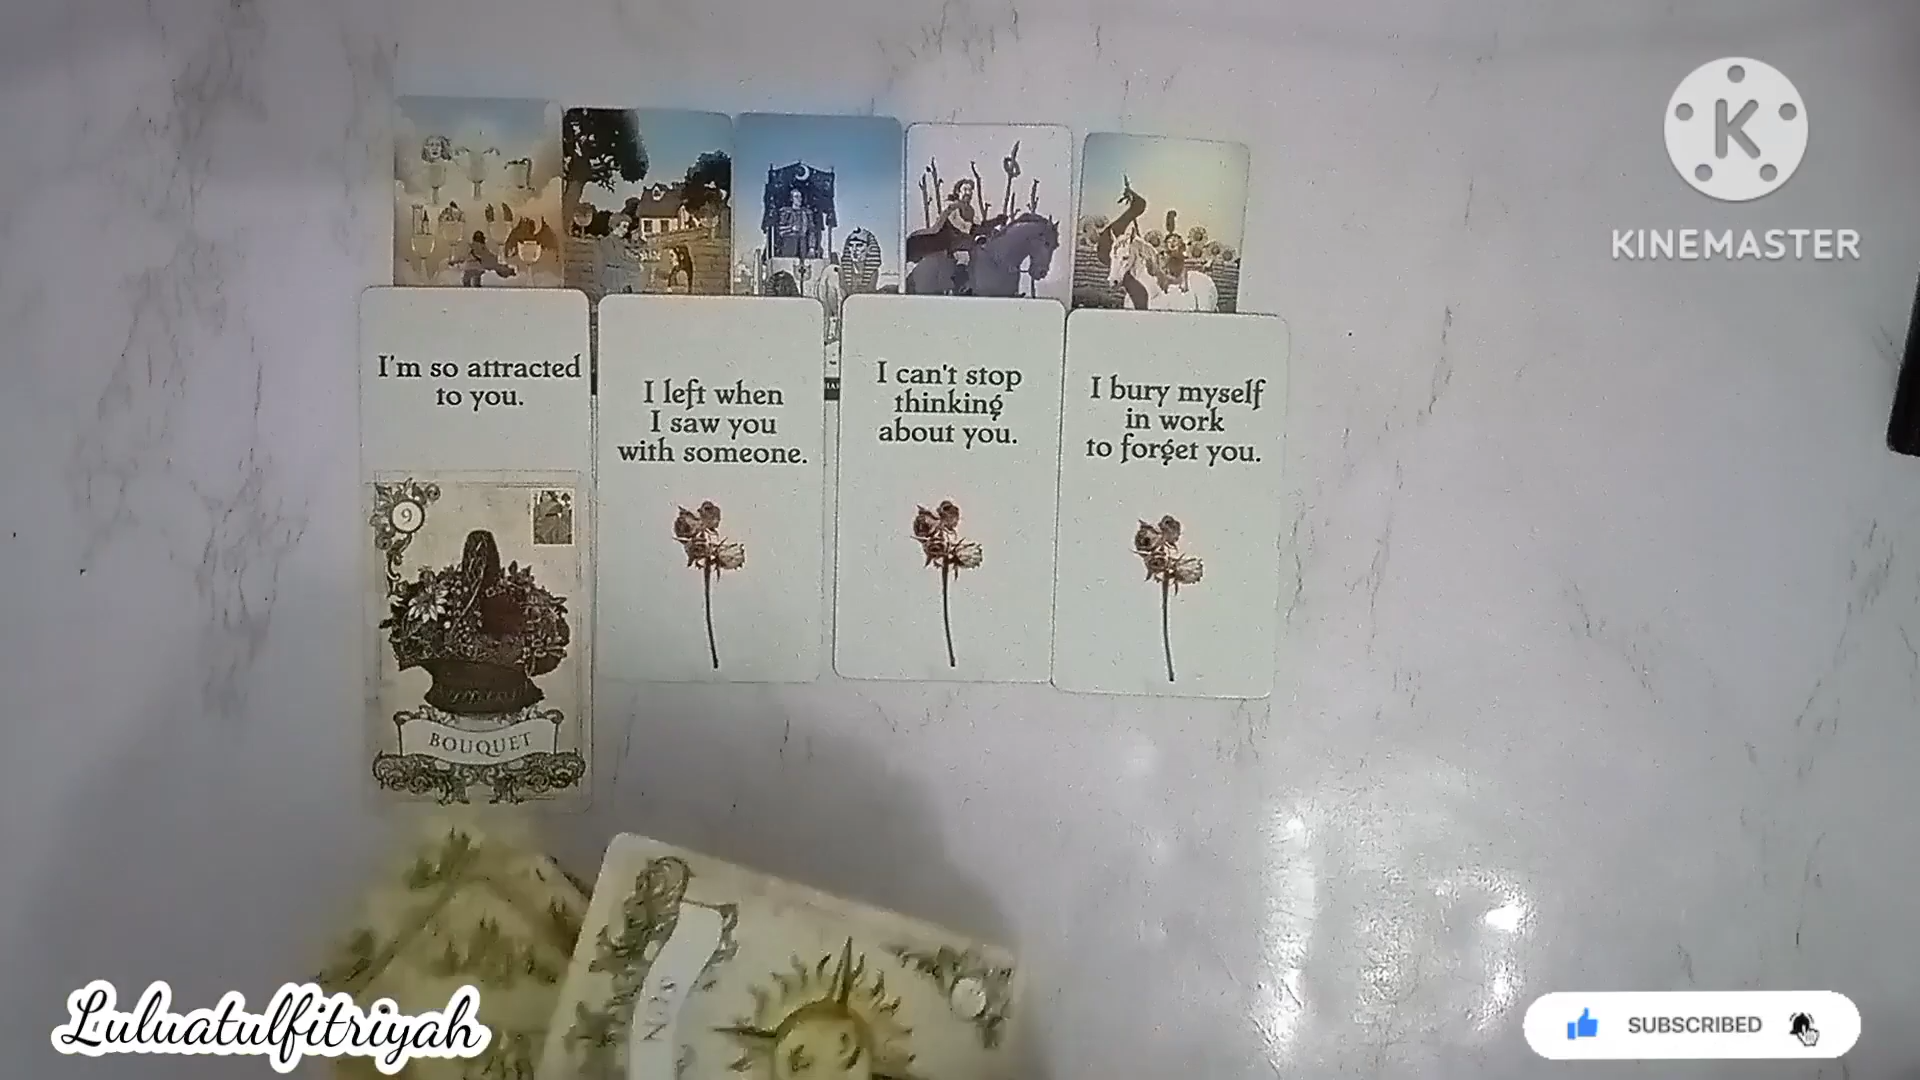 KINEMASTER
I'm so attracted
to you.
I left when
I saw you
with someone.
I can't stop
thinking
about you.
I bury myself
in work
to forget you.
9
BOUQUET
Luluatulfitriyah
SUBSCRIBED